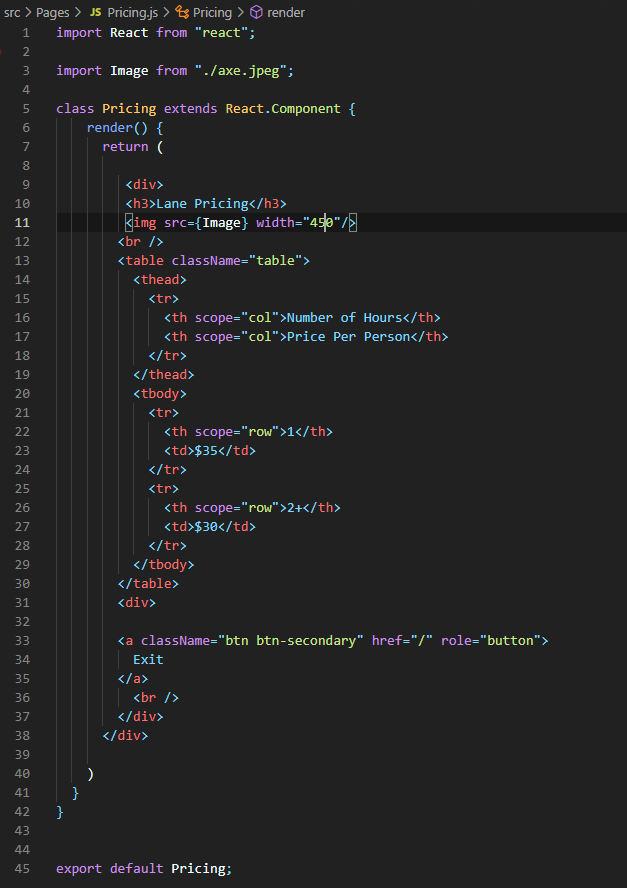 src > Pages > JS Pricing.js > Pricing > render
1 import React from "react";
2
3 import Image from "./axe.jpeg";
4
5 class Pricing extends React.Component {
6 render() {
7 return (
8
9 <div>
10 <h3>Lane Pricing</h3>
11 <img src={Image} width="450"/>
12 <br />
13 <table className="table">
14 <thead>
15 <tr>
16 <th scope="col">Number of Hours</th>
17 <th scope="col">Price Per Person</th>
18 </tr>
19 </thead>
20 <tbody>
21 <tr>
22 <th scope="row">1</th>
23 <td>$35</td>
24 </tr>
25 <tr>
26 <th scope="row">2+</th>
27 <td>$30</td>
28 </tr>
29 </tbody>
30 </table>
31 <div>
32
33 <a className="btn btn-secondary" href="/" role="button">
34 Exit
35 </a>
36 <br />
37 </div>
38 </div>
39
40 )
41 }
42 }
43
44
45 export default Pricing;